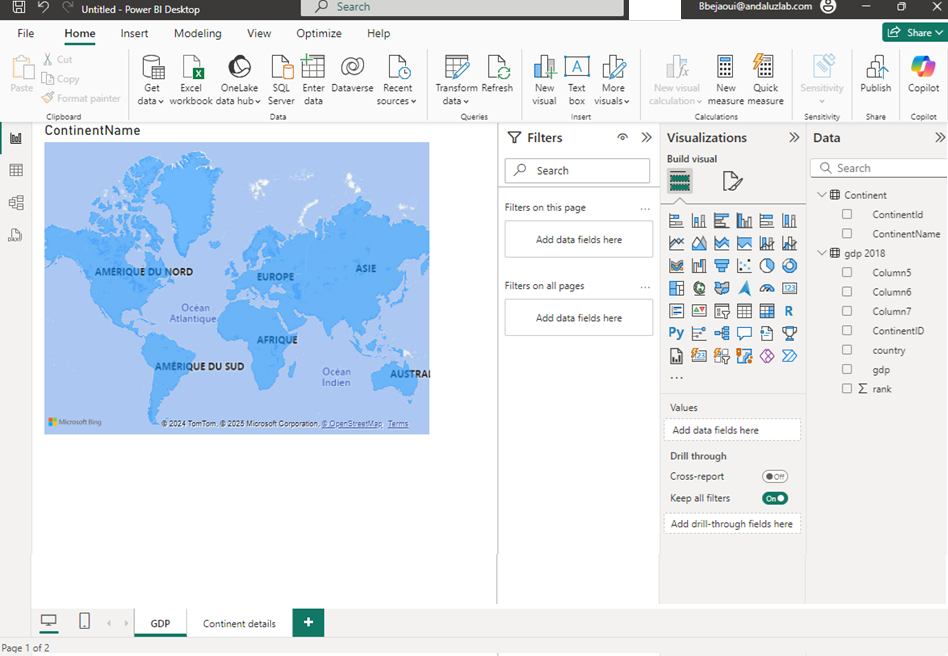 Untitled - Power BI Desktop
Search
Bbejaoui@andaluzlab.com
File
Home
Insert
Modeling
View
Optimize
Help
Share
Paste
Cut
Copy
Format painter
Clipboard
Get
data
Excel
workbook
OneLake
data hub
SQL
Server
Enter
data
Dataverse
Recent
sources
Data
Transform
data
Refresh
Queries
New
visual
Text
box
More
visuals
Insert
New visual
calculation
New
measure
Quick
measure
Calculations
Sensitivity
Sensitivity
Publish
Share
Copilot
Copilot
ContinentName
AMÉRIQUE DU NORD
EUROPE
ASIE
Océan
Atlantique
AFRIQUE
AMÉRIQUE DU SUD
Océan
Indien
AUSTRAL
Microsoft Bing
© 2024 TomTom, © 2025 Microsoft Corporation, © OpenStreetMap Terms
Filters
Search
Filters on this page
...
Add data fields here
Filters on all pages
...
Add data fields here
Visualizations
Build visual
123
R
Py
123
...
Values
Add data fields here
Drill through
Cross-report
Off
Keep all filters
On
Add drill-through fields here
Data
Search
Continent
ContinentId
ContinentName
gdp 2018
Column5
Column6
Column7
ContinentID
country
gdp
Σ rank
GDP
Continent details
+
Page 1 of 2